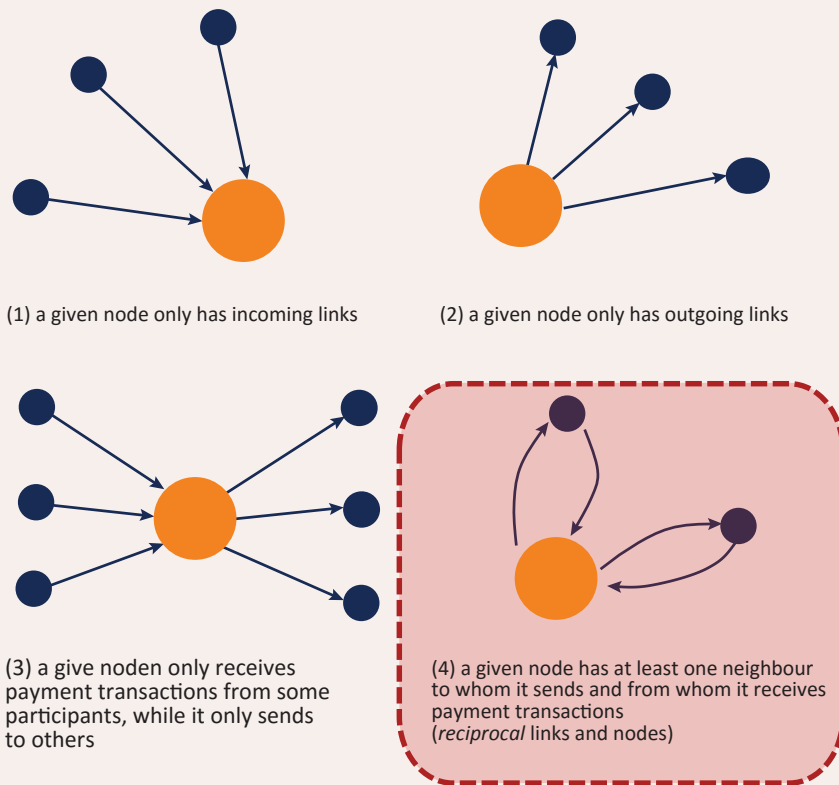 (1) a given node only has incoming links
(2) a given node only has outgoing links
(3) a give noden only receives
payment transactions from some
participants, while it only sends
to others
(4) a given node has at least one neighbour
to whom it sends and from whom it receives
payment transactions
(reciprocal links and nodes)